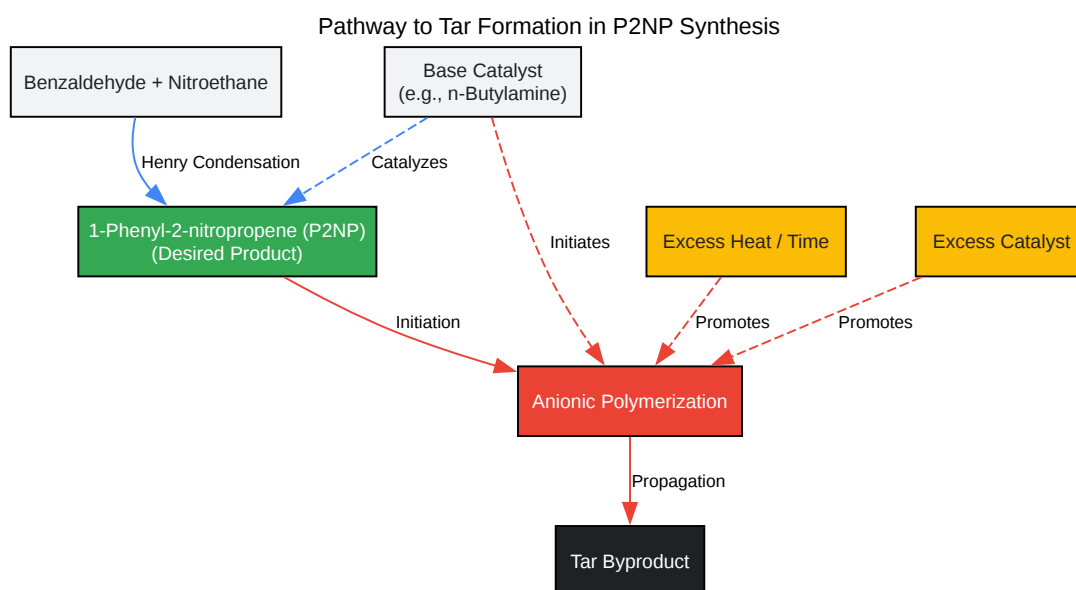 Pathway to Tar Formation in P2NP Synthesis
Benzaldehyde + Nitroethane
Base Catalyst
(e.g., n-Butylamine)
Henry Condensation
Catalyzes
1-Phenyl-2-nitropropene (P2NP)
(Desired Product)
Initiates
Excess Heat / Time
Excess Catalyst
Initiation
Promotes
Promotes
Anionic Polymerization
Propagation
Tar Byproduct